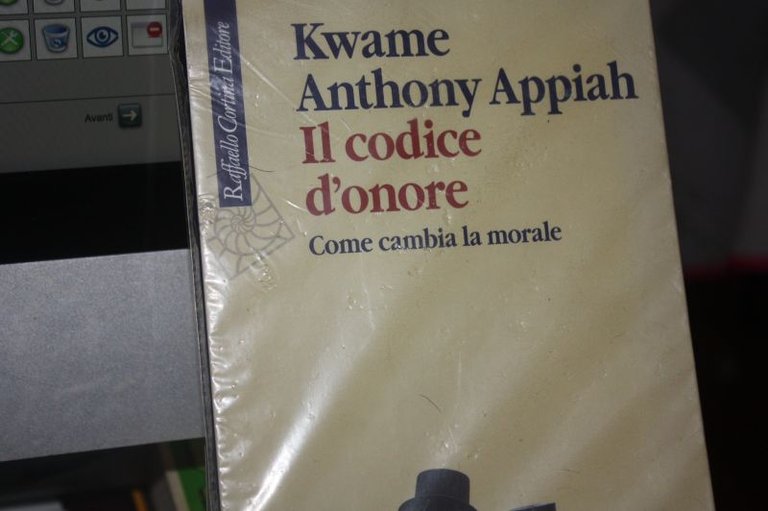 Kwame
Anthony Appiah
Il codice
d'onore
Come cambia la morale
Raffaello Cortina Editore
Avanti